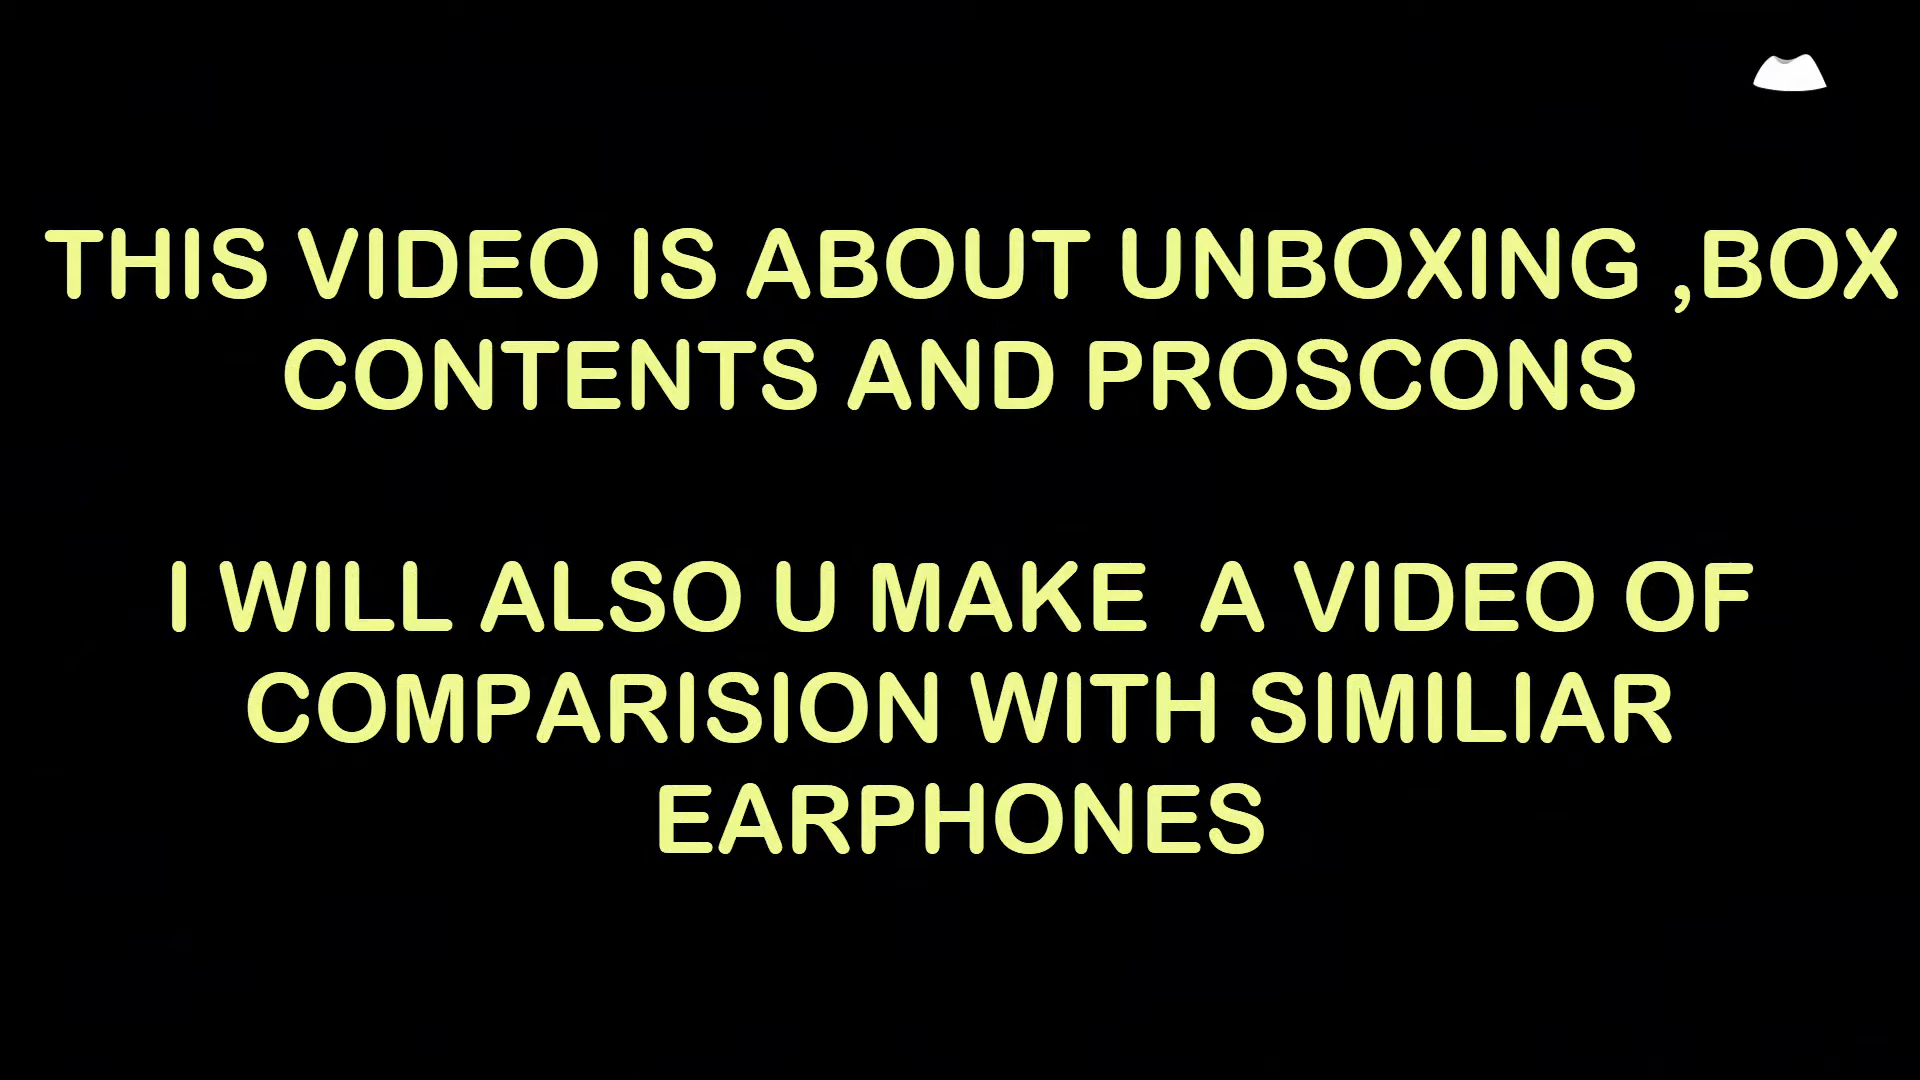 THIS VIDEO IS ABOUT UNBOXING ,BOX
CONTENTS AND PROSCONS
I WILL ALSO U MAKE  A VIDEO OF
COMPARISION WITH SIMILIAR
EARPHONES